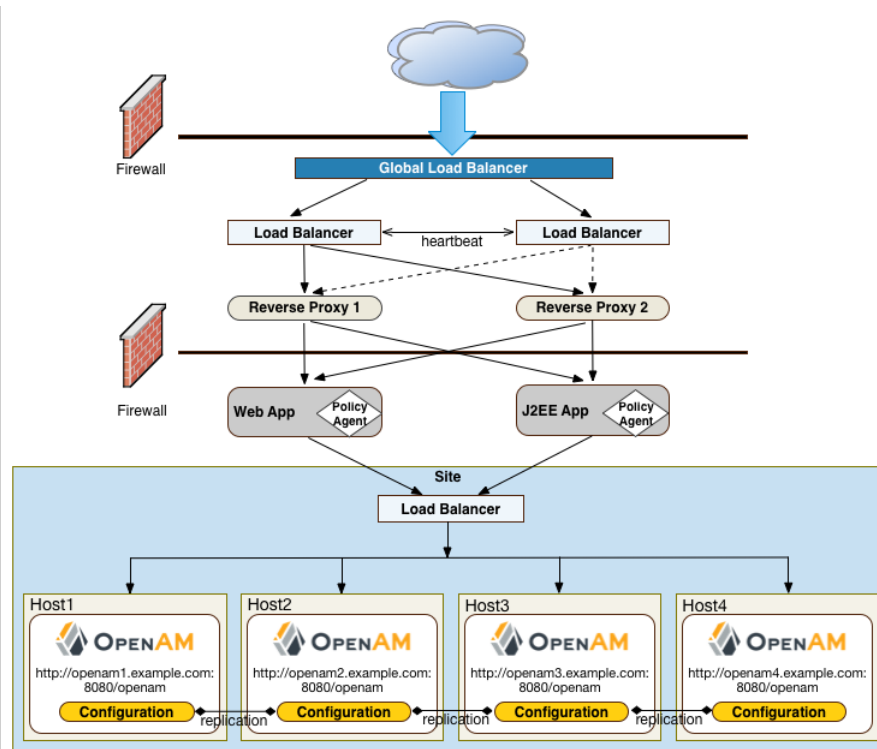 Firewall
Global Load Balancer
Load Balancer
heartbeat
Load Balancer
Reverse Proxy 1
Reverse Proxy 2
Firewall
Web App
Policy
Agent
J2EE App
Policy
Agent
Site
Load Balancer
Host1
Host2
Host3
Host4
OPENAM
OPENAM
OPENAM
OPENAM
http://openam1.example.com:
8080/openam
http://openam2.example.com:
8080/openam
http://openam3.example.com:
8080/openam
http://openam4.example.com:
8080/openam
Configuration
replication
Configuration
replication
Configuration
replication
Configuration